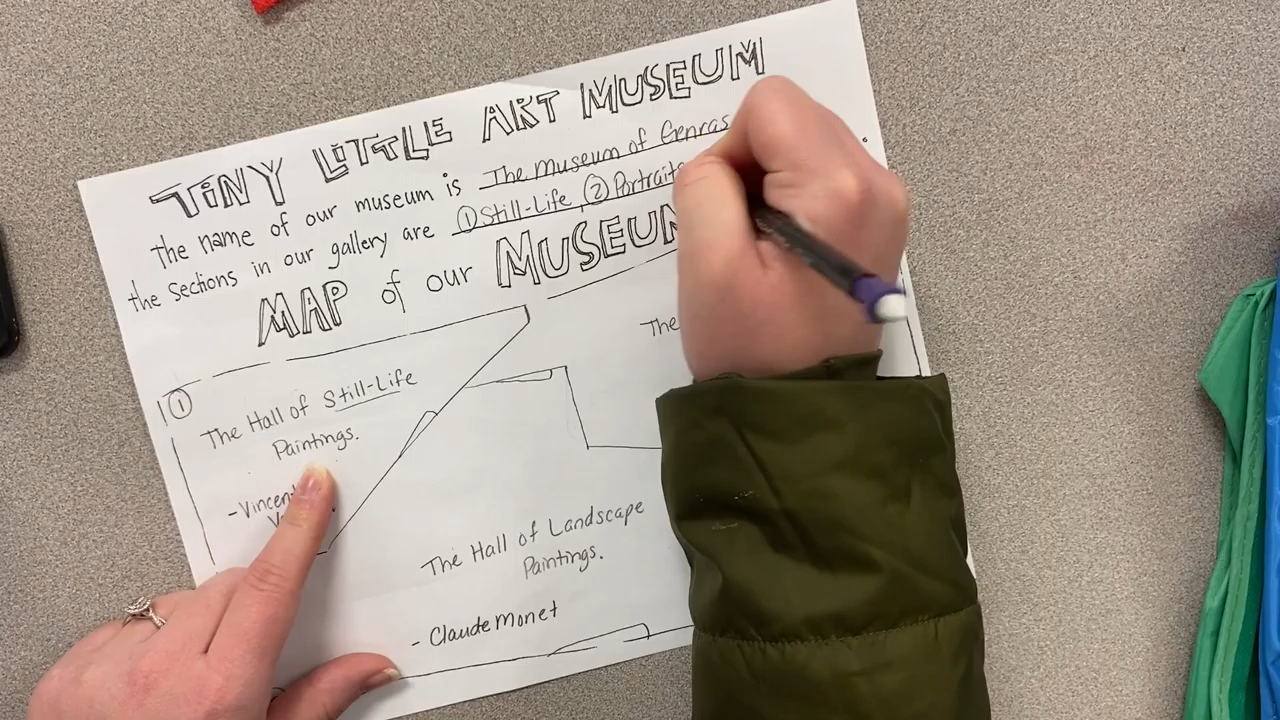 TiNY LiTTLE ART MUSEUM
The name of our museum is The Museum of Genras
the Sections in our gallery are ① Still-Life, ② Portraits
MAP of our MUSEUM
①
The Hall of Still-Life
Paintings.
The
- Vincent
The Hall of Landscape
Paintings.
- Claude Monet